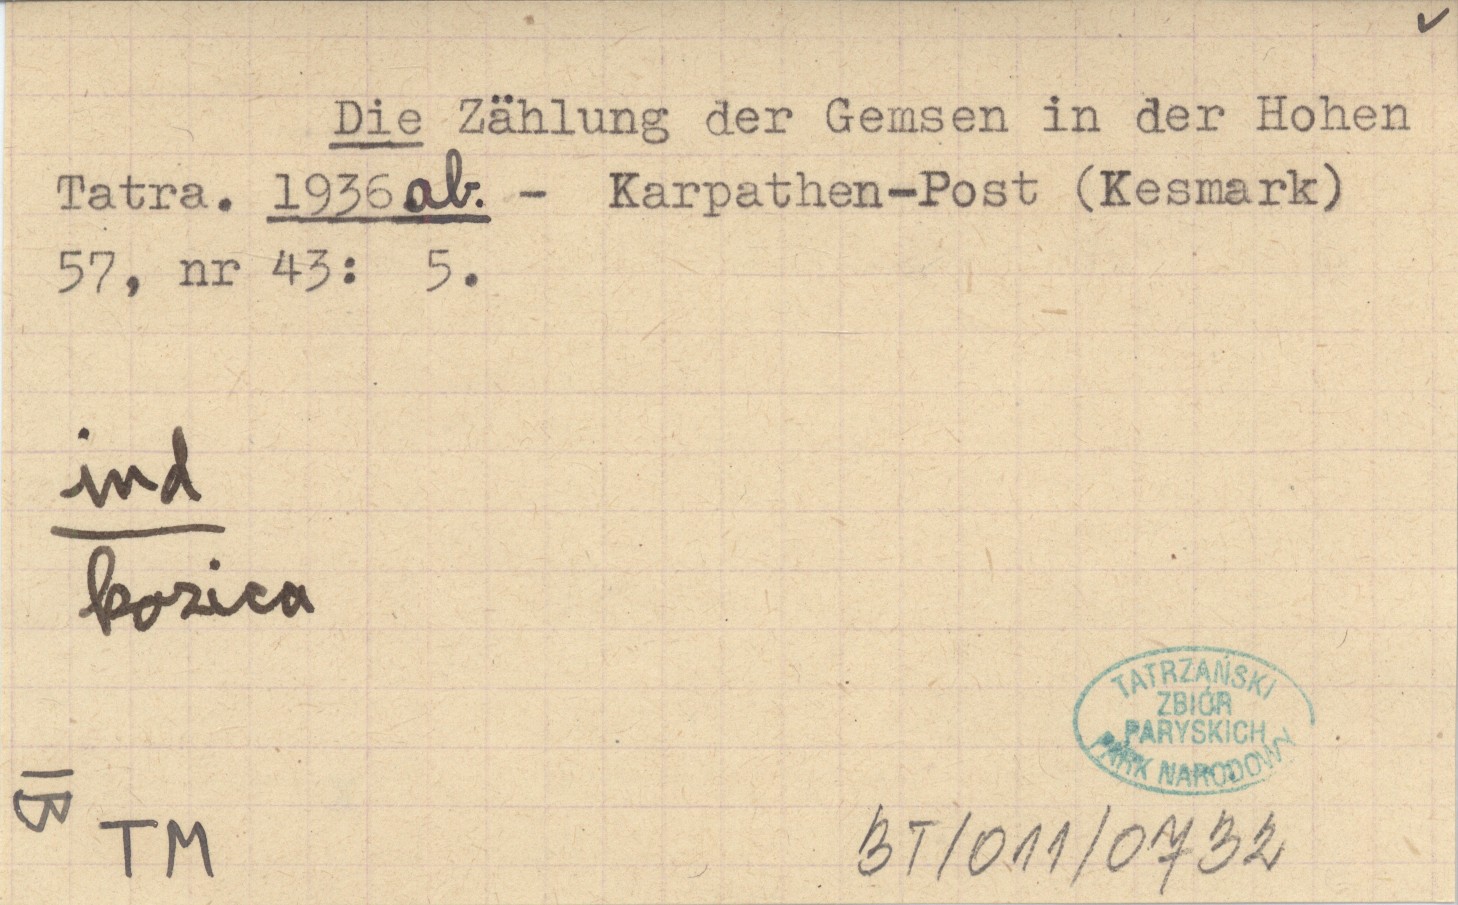 Die Zählung der Gemsen in der Hohen
Tatra. 1936 ab. - Karpathen-Post (Kesmark)
57, nr 43: 5.
ind
kozica
TATRZAŃSKI
ZBIÓR
PARYSKICH
PARK NARODOWY
IB
TM
BT/011/0732